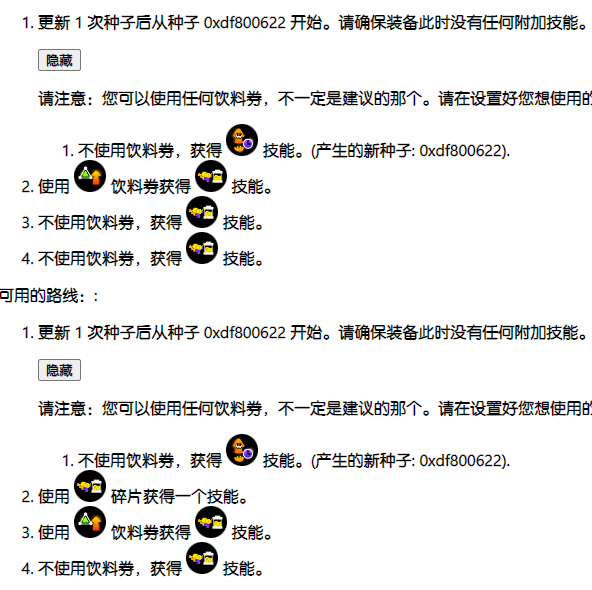 1. 更新 1 次种子后从种子 0xdf800622 开始。请确保装备此时没有任何附加技能。
隐藏
请注意：您可以使用任何饮料券，不一定是建议的那个。请在设置好您想使用的
1. 不使用饮料券，获得 技能。(产生的新种子: 0xdf800622).
2. 使用 饮料券获得 技能。
3. 不使用饮料券，获得 技能。
4. 不使用饮料券，获得 技能。
可用的路线：:
1. 更新 1 次种子后从种子 0xdf800622 开始。请确保装备此时没有任何附加技能。
隐藏
请注意：您可以使用任何饮料券，不一定是建议的那个。请在设置好您想使用的
1. 不使用饮料券，获得 技能。(产生的新种子: 0xdf800622).
2. 使用 碎片获得一个技能。
3. 使用 饮料券获得 技能。
4. 不使用饮料券，获得 技能。